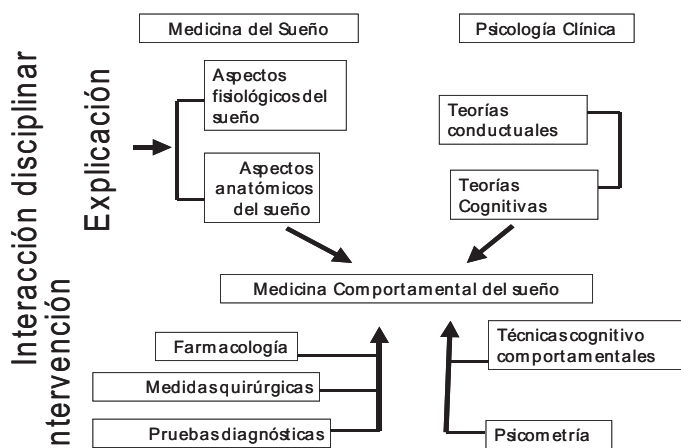 Medicina del Sueño
Psicología Clínica
Interacción disciplinar
Explicación
Aspectos
fisiológicos del
sueño
Teorías
conductuales
Aspectos
anatómicos
del sueño
Teorías
Cognitivas
Medicina Comportamental del sueño
ntervención
Farmacología
Medidas quirúrgicas
Pruebas diagnósticas
Técnicas cognitivo
comportamentales
Psicometría